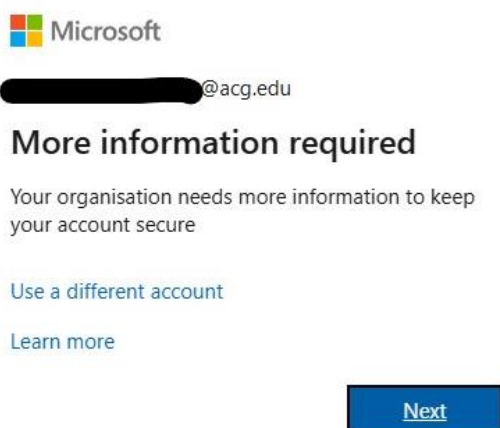 Microsoft
@acg.edu
More information required
Your organisation needs more information to keep
your account secure
Use a different account
Learn more
Next